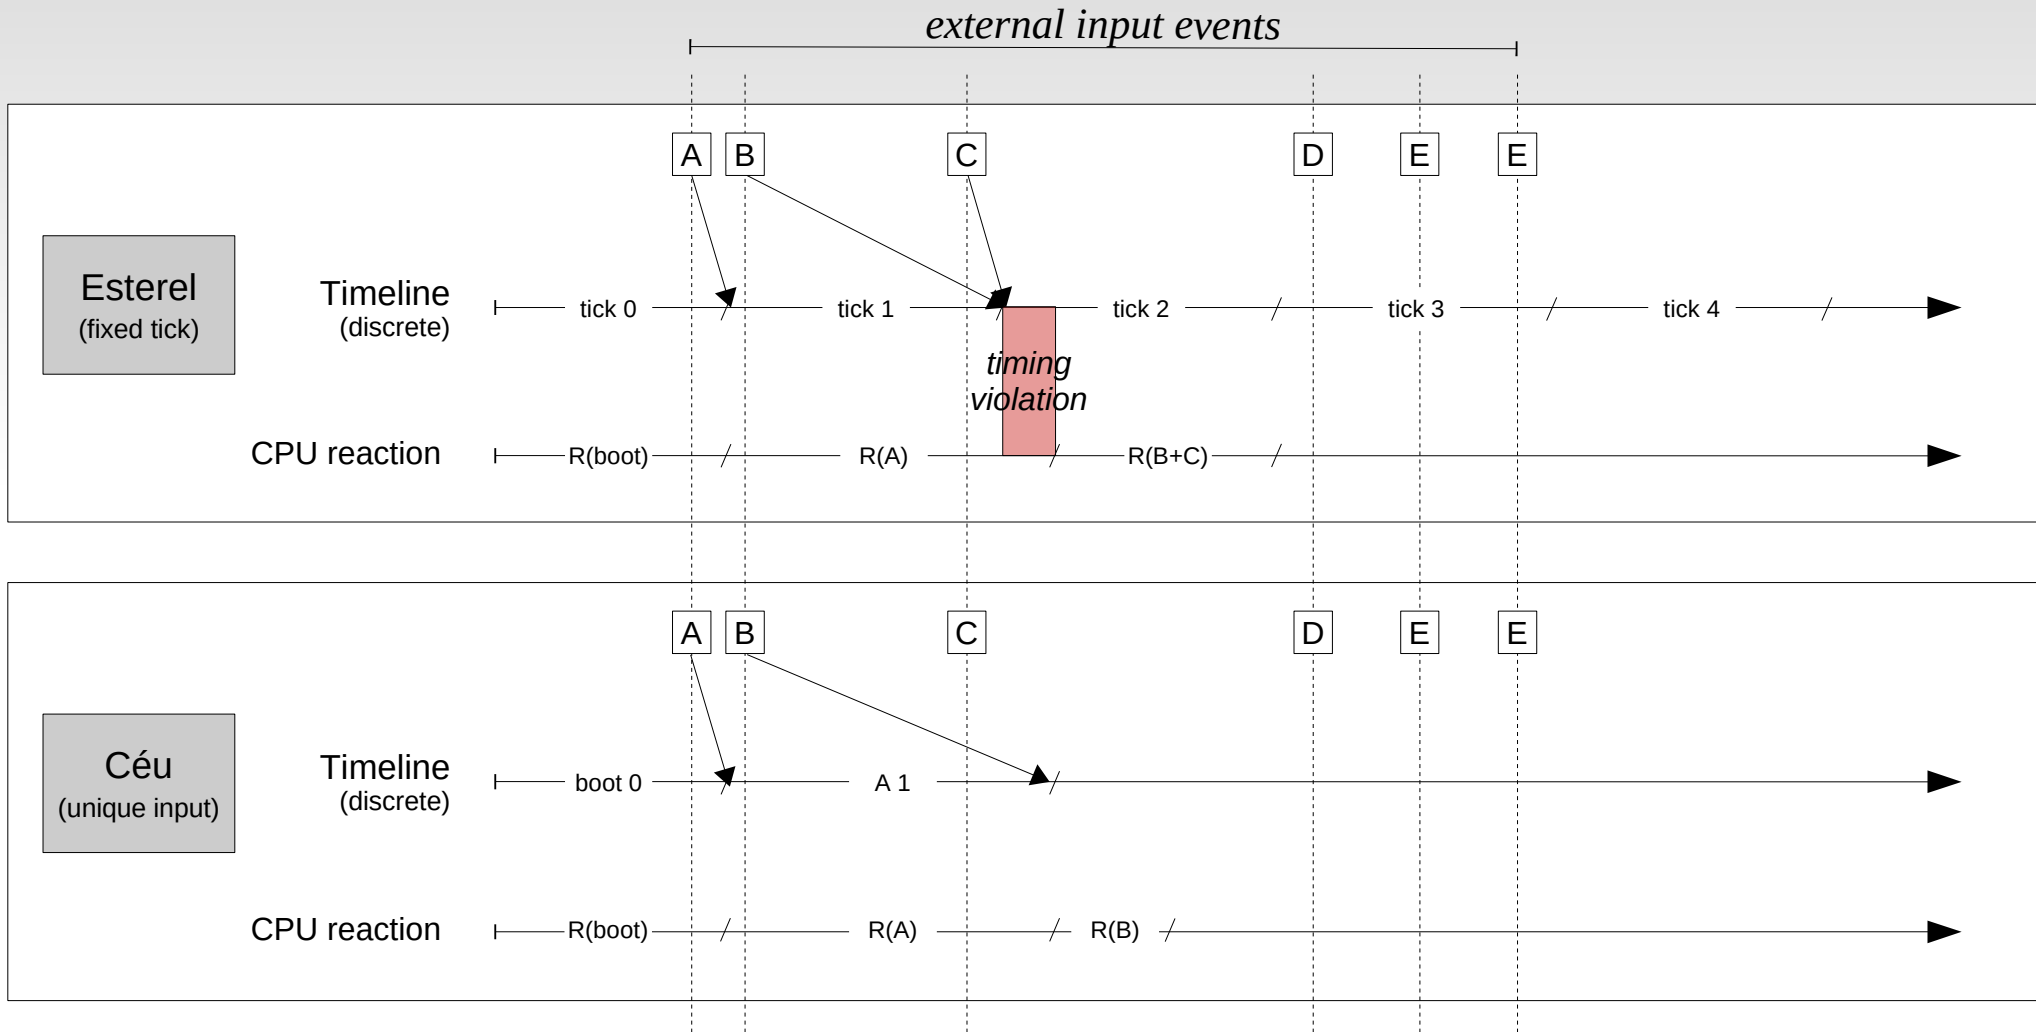 external input events
A B C D E E
Esterel
(fixed tick)
Timeline
(discrete)
tick 0 tick 1 tick 2 tick 3 tick 4
timing
violation
CPU reaction
R(boot) R(A) R(B+C)
A B C D E E
Céu
(unique input)
Timeline
(discrete)
boot 0 A 1
CPU reaction
R(boot) R(A) R(B)